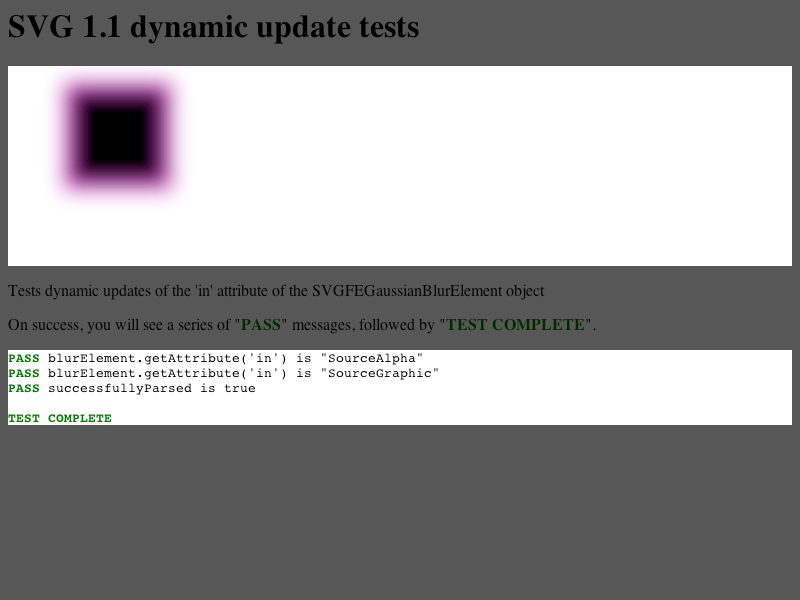 SVG 1.1 dynamic update tests
Tests dynamic updates of the 'in' attribute of the SVGFEGaussianBlurElement object
On success, you will see a series of "PASS" messages, followed by "TEST COMPLETE".
PASS blurElement.getAttribute('in') is "SourceAlpha"
PASS blurElement.getAttribute('in') is "SourceGraphic"
PASS successfullyParsed is true
TEST COMPLETE